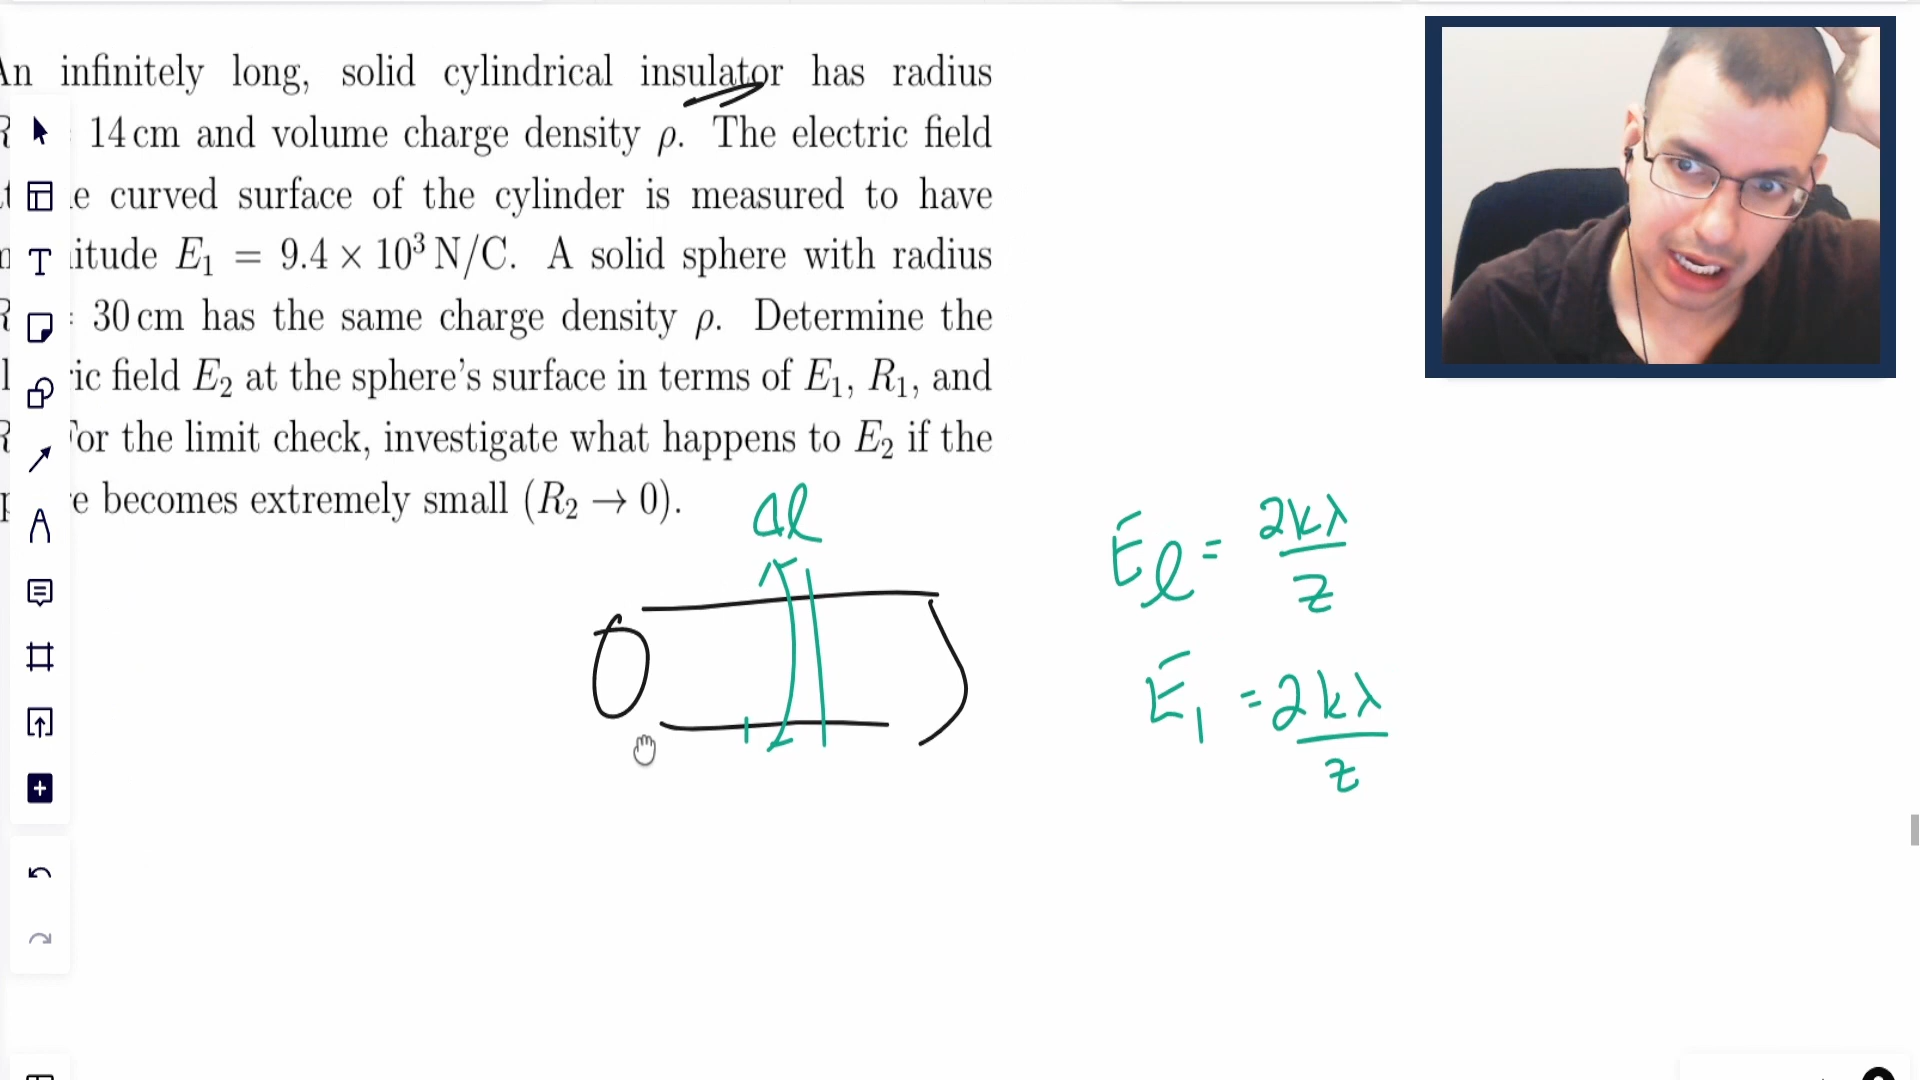 An infinitely long, solid cylindrical insulator has radius
14 cm and volume charge density ρ. The electric field
e curved surface of the cylinder is measured to have
itude E₁ = 9.4 × 10³ N/C. A solid sphere with radius
= 30 cm has the same charge density ρ. Determine the
ric field E₂ at the sphere's surface in terms of E₁, R₁, and
For the limit check, investigate what happens to E₂ if the
e becomes extremely small (R₂ → 0).
Δl
E_l = 2kλ/z
E₁ = 2kλ/z